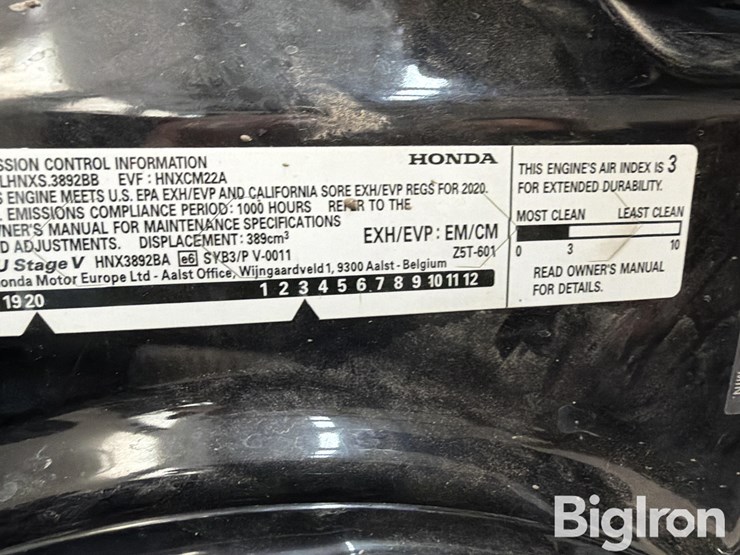 SSION CONTROL INFORMATION HONDA
LHNXS.3892BB EVF: HNXCM22A
S ENGINE MEETS U.S. EPA EXH/EVP AND CALIFORNIA SORE EXH/EVP REGS FOR 2020.
L EMISSIONS COMPLIANCE PERIOD: 1000 HOURS REFER TO THE
WNER'S MANUAL FOR MAINTENANCE SPECIFICATIONS
D ADJUSTMENTS. DISPLACEMENT: 389cm³ EXH/EVP: EM/CM
U Stage V HNX3892BA e6 SYB3/P V-0011 Z5T-601
onda Motor Europe Ltd - Aalst Office, Wijngaardveld 1, 9300 Aalst - Belgium
19 20 1 2 3 4 5 6 7 8 9 10 11 12
THIS ENGINE'S AIR INDEX IS 3
FOR EXTENDED DURABILITY.
MOST CLEAN LEAST CLEAN
0 3 10
READ OWNER'S MANUAL
FOR DETAILS.
BigIron